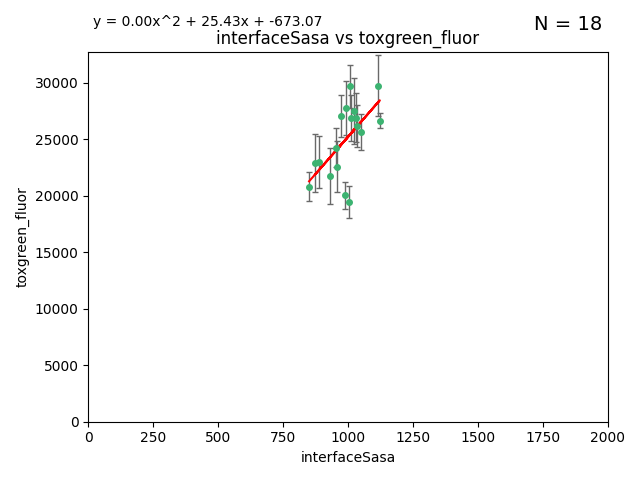 y = 0.00x^2 + 25.43x + -673.07
N = 18
interfaceSasa vs toxgreen_fluor
30000
25000
20000
15000
10000
5000
0
toxgreen_fluor
0 250 500 750 1000 1250 1500 1750 2000
interfaceSasa